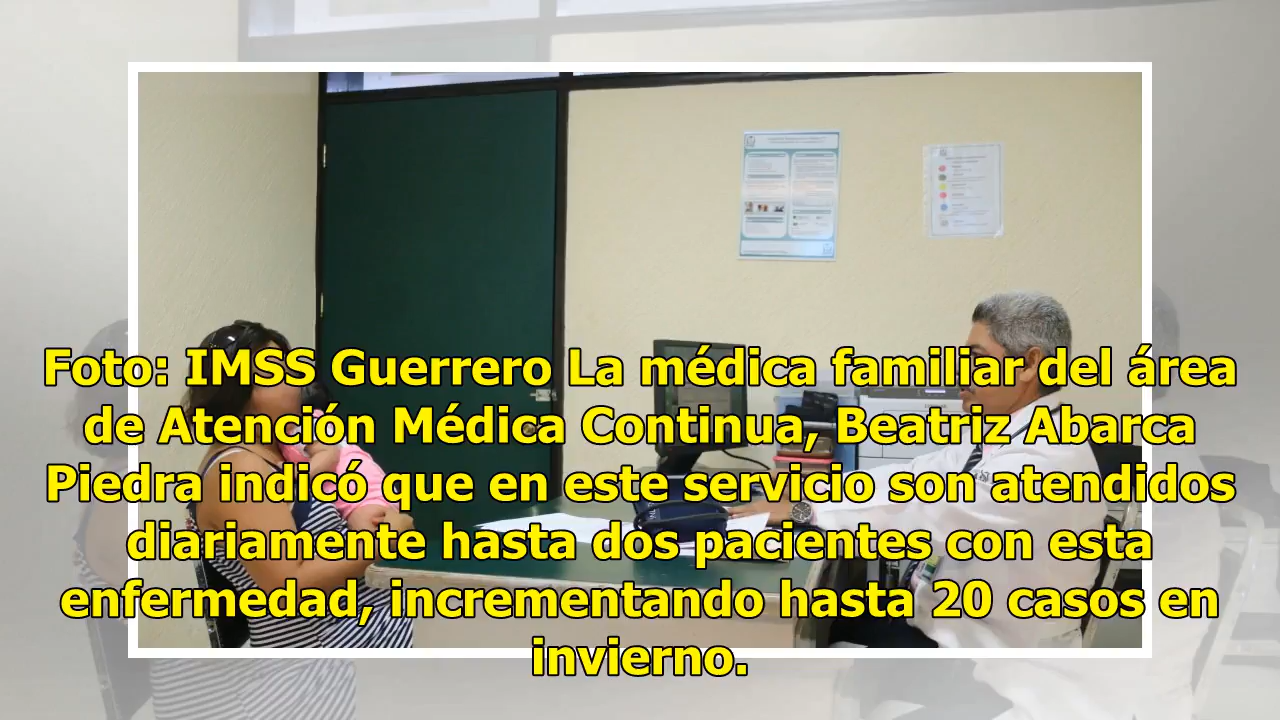 Foto: IMSS Guerrero La médica familiar del área
de Atención Médica Continua, Beatriz Abarca
Piedra indicó que en este servicio son atendidos
diariamente hasta dos pacientes con esta
enfermedad, incrementando hasta 20 casos en
invierno.